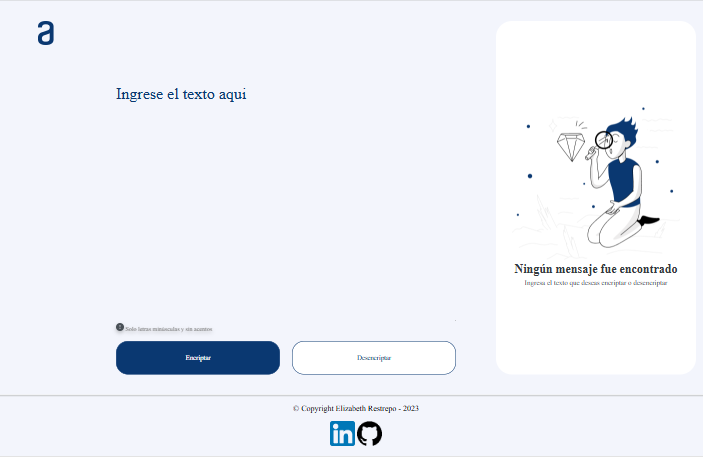 a
Ingrese el texto aquí
Solo letras minúsculas y sin acentos
Encriptar
Desencriptar
Ningún mensaje fue encontrado
Ingresa el texto que deseas encriptar o desencriptar
© Copyright Elizabeth Restrepo - 2023
in